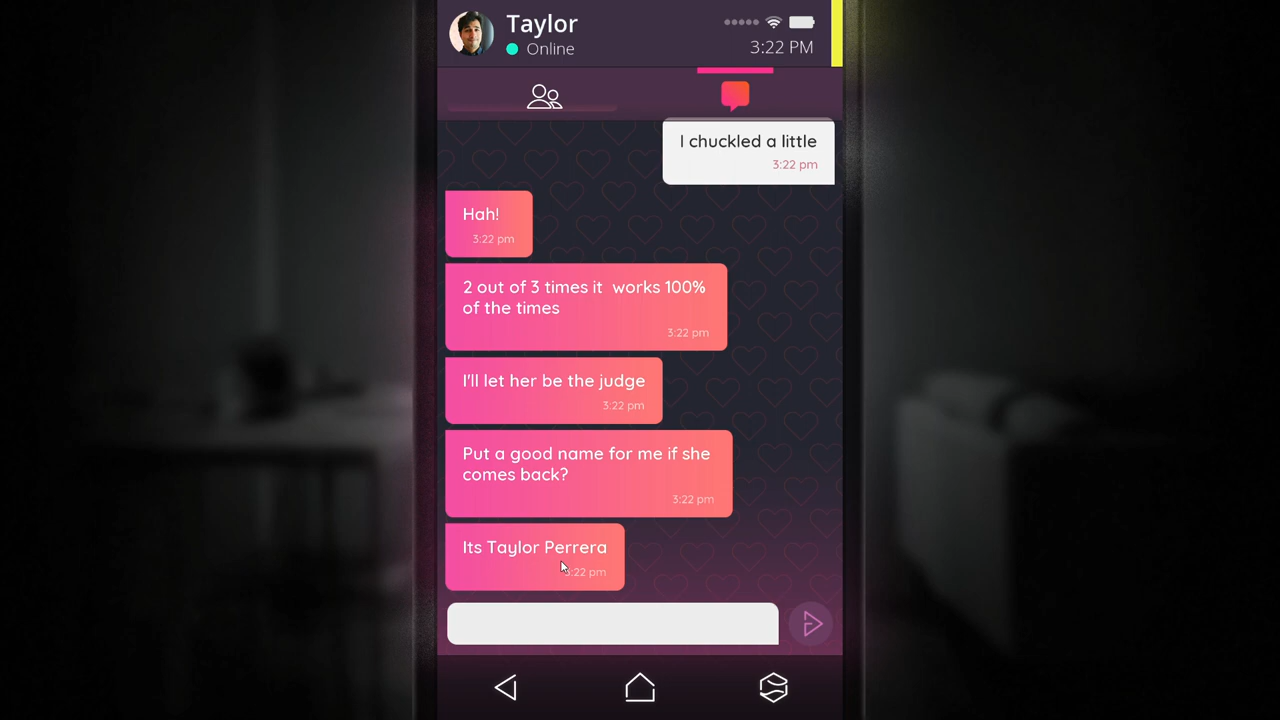 Taylor
Online
3:22 PM
I chuckled a little
3:22 pm
Hah!
3:22 pm
2 out of 3 times it  works 100%
of the times
3:22 pm
I'll let her be the judge
3:22 pm
Put a good name for me if she
comes back?
3:22 pm
Its Taylor Perrera
3:22 pm